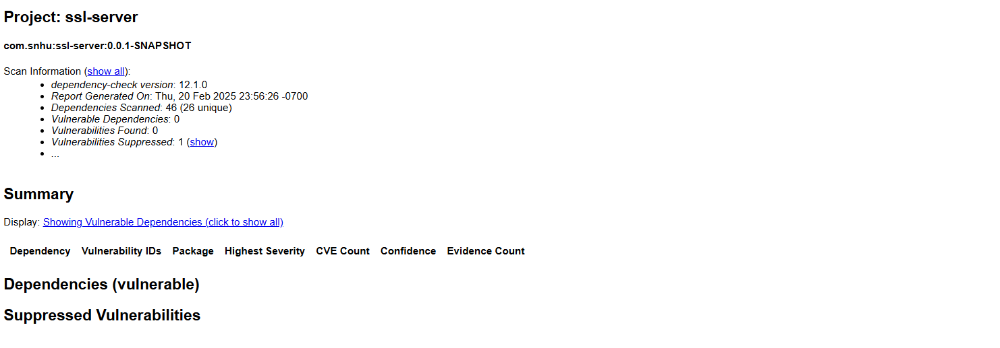 Project: ssl-server
com.snhu:ssl-server:0.0.1-SNAPSHOT
Scan Information (show all):
• dependency-check version: 12.1.0
• Report Generated On: Thu, 20 Feb 2025 23:56:26 -0700
• Dependencies Scanned: 46 (26 unique)
• Vulnerable Dependencies: 0
• Vulnerabilities Found: 0
• Vulnerabilities Suppressed: 1 (show)
• ...
Summary
Display: Showing Vulnerable Dependencies (click to show all)
Dependency Vulnerability IDs Package Highest Severity CVE Count Confidence Evidence Count
Dependencies (vulnerable)
Suppressed Vulnerabilities